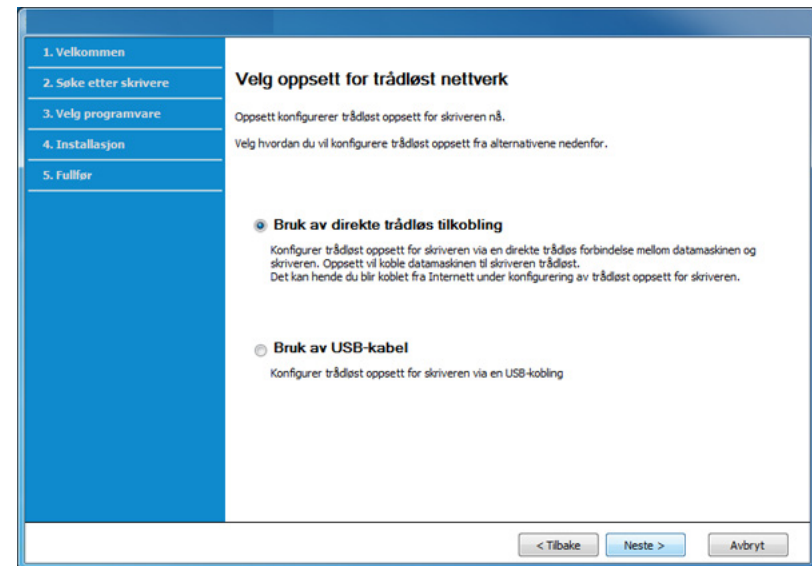 1. Velkommen
2. Søke etter skrivere
3. Velg programvare
4. Installasjon
5. Fullfør
Velg oppsett for trådløst nettverk
Oppsett konfigurerer trådløst oppsett for skriveren nå.
Velg hvordan du vil konfigurere trådløst oppsett fra alternativene nedenfor.
Bruk av direkte trådløs tilkobling
Konfigurer trådløst oppsett for skriveren via en direkte trådløs forbindelse mellom datamaskinen og
skriveren. Oppsett vil koble datamaskinen til skriveren trådløst.
Det kan hende du blir koblet fra Internett under konfigurering av trådløst oppsett for skriveren.
Bruk av USB-kabel
Konfigurer trådløst oppsett for skriveren via en USB-kobling
< Tilbake
Neste >
Avbryt